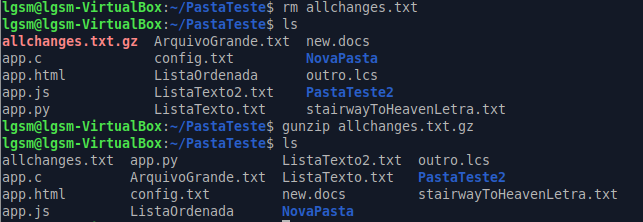 lgsm@lgsm-VirtualBox:~/PastaTeste$ rm allchanges.txt
lgsm@lgsm-VirtualBox:~/PastaTeste$ ls
allchanges.txt.gz ArquivoGrande.txt new.docs
app.c config.txt NovaPasta
app.html ListaOrdenada outro.lcs
app.js ListaTexto2.txt PastaTeste2
app.py ListaTexto.txt stairwayToHeavenLetra.txt
lgsm@lgsm-VirtualBox:~/PastaTeste$ gunzip allchanges.txt.gz
lgsm@lgsm-VirtualBox:~/PastaTeste$ ls
allchanges.txt app.py ListaTexto2.txt outro.lcs
app.c ArquivoGrande.txt ListaTexto.txt PastaTeste2
app.html config.txt new.docs stairwayToHeavenLetra.txt
app.js ListaOrdenada NovaPasta